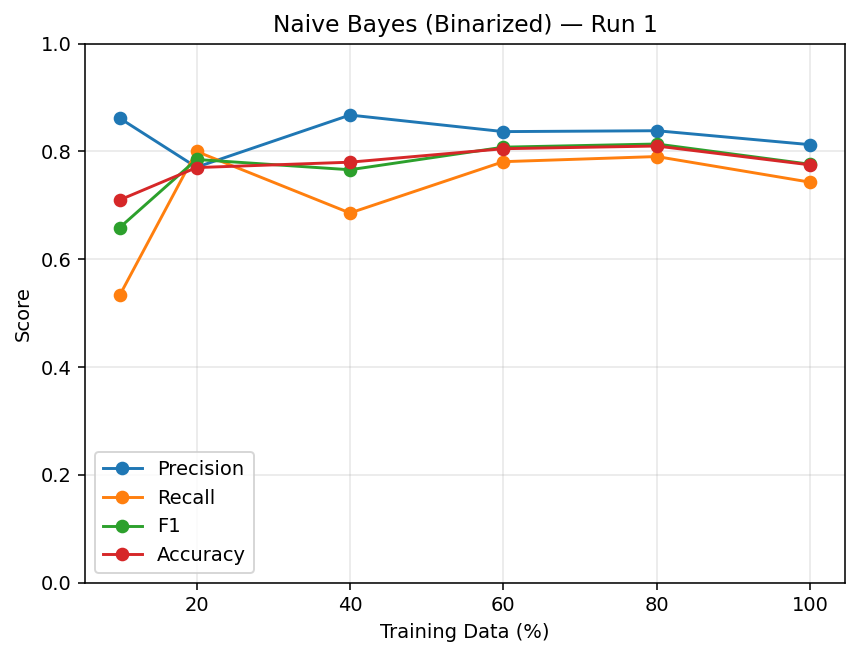 Naive Bayes (Binarized) — Run 1
1.0
0.8
0.6
0.4
0.2
0.0
Score
Precision
Recall
F1
Accuracy
20 40 60 80 100
Training Data (%)